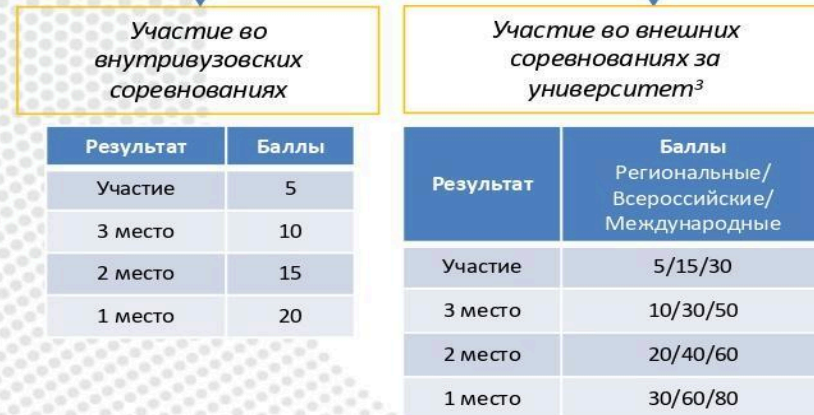 Участие во
внутривузовских
соревнованиях
Результат Баллы
Участие 5
3 место 10
2 место 15
1 место 20
Участие во внешних
соревнованиях за
университет³
Результат
Баллы
Региональные/
Всероссийские/
Международные
Участие 5/15/30
3 место 10/30/50
2 место 20/40/60
1 место 30/60/80